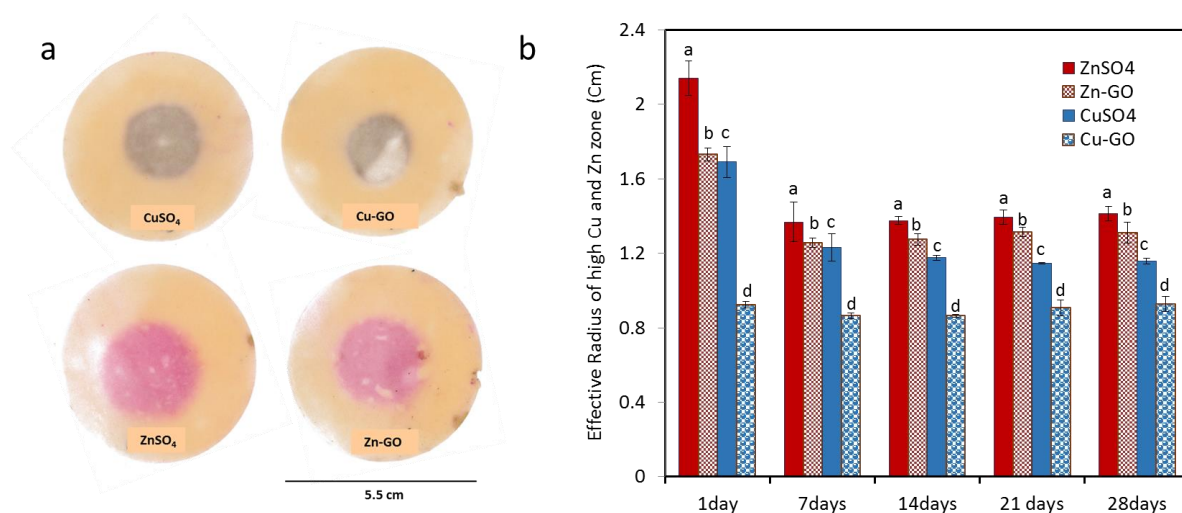 a
CuSO4
Cu-GO
ZnSO4
Zn-GO
5.5 cm
b
Effective Radius of high Cu and Zn zone (Cm)
2.4
2
1.6
1.2
0.8
0.4
0
ZnSO4
Zn-GO
CuSO4
Cu-GO
a
b
c
d
a
b
c
d
a
b
c
d
a
b
c
d
a
b
c
d
1day
7days
14days
21 days
28days